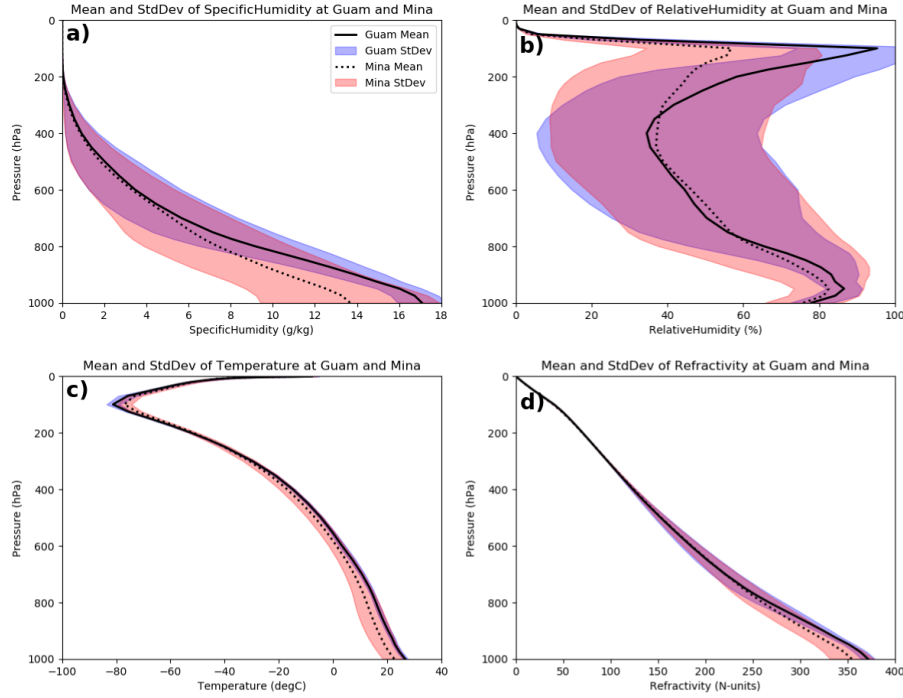 Mean and StdDev of SpecificHumidity at Guam and Mina
a)
Guam Mean
Guam StdDev
Mina Mean
Mina StdDev
0
200
400
600
800
1000
Pressure (hPa)
0 2 4 6 8 10 12 14 16 18
SpecificHumidity (g/kg)
Mean and StdDev of RelativeHumidity at Guam and Mina
b)
0
200
400
600
800
1000
Pressure (hPa)
0 20 40 60 80 100
RelativeHumidity (%)
Mean and StdDev of Temperature at Guam and Mina
c)
0
200
400
600
800
1000
Pressure (hPa)
−100 −80 −60 −40 −20 0 20 40
Temperature (degC)
Mean and StdDev of Refractivity at Guam and Mina
d)
0
200
400
600
800
1000
Pressure (hPa)
0 50 100 150 200 250 300 350 400
Refractivity (N-units)